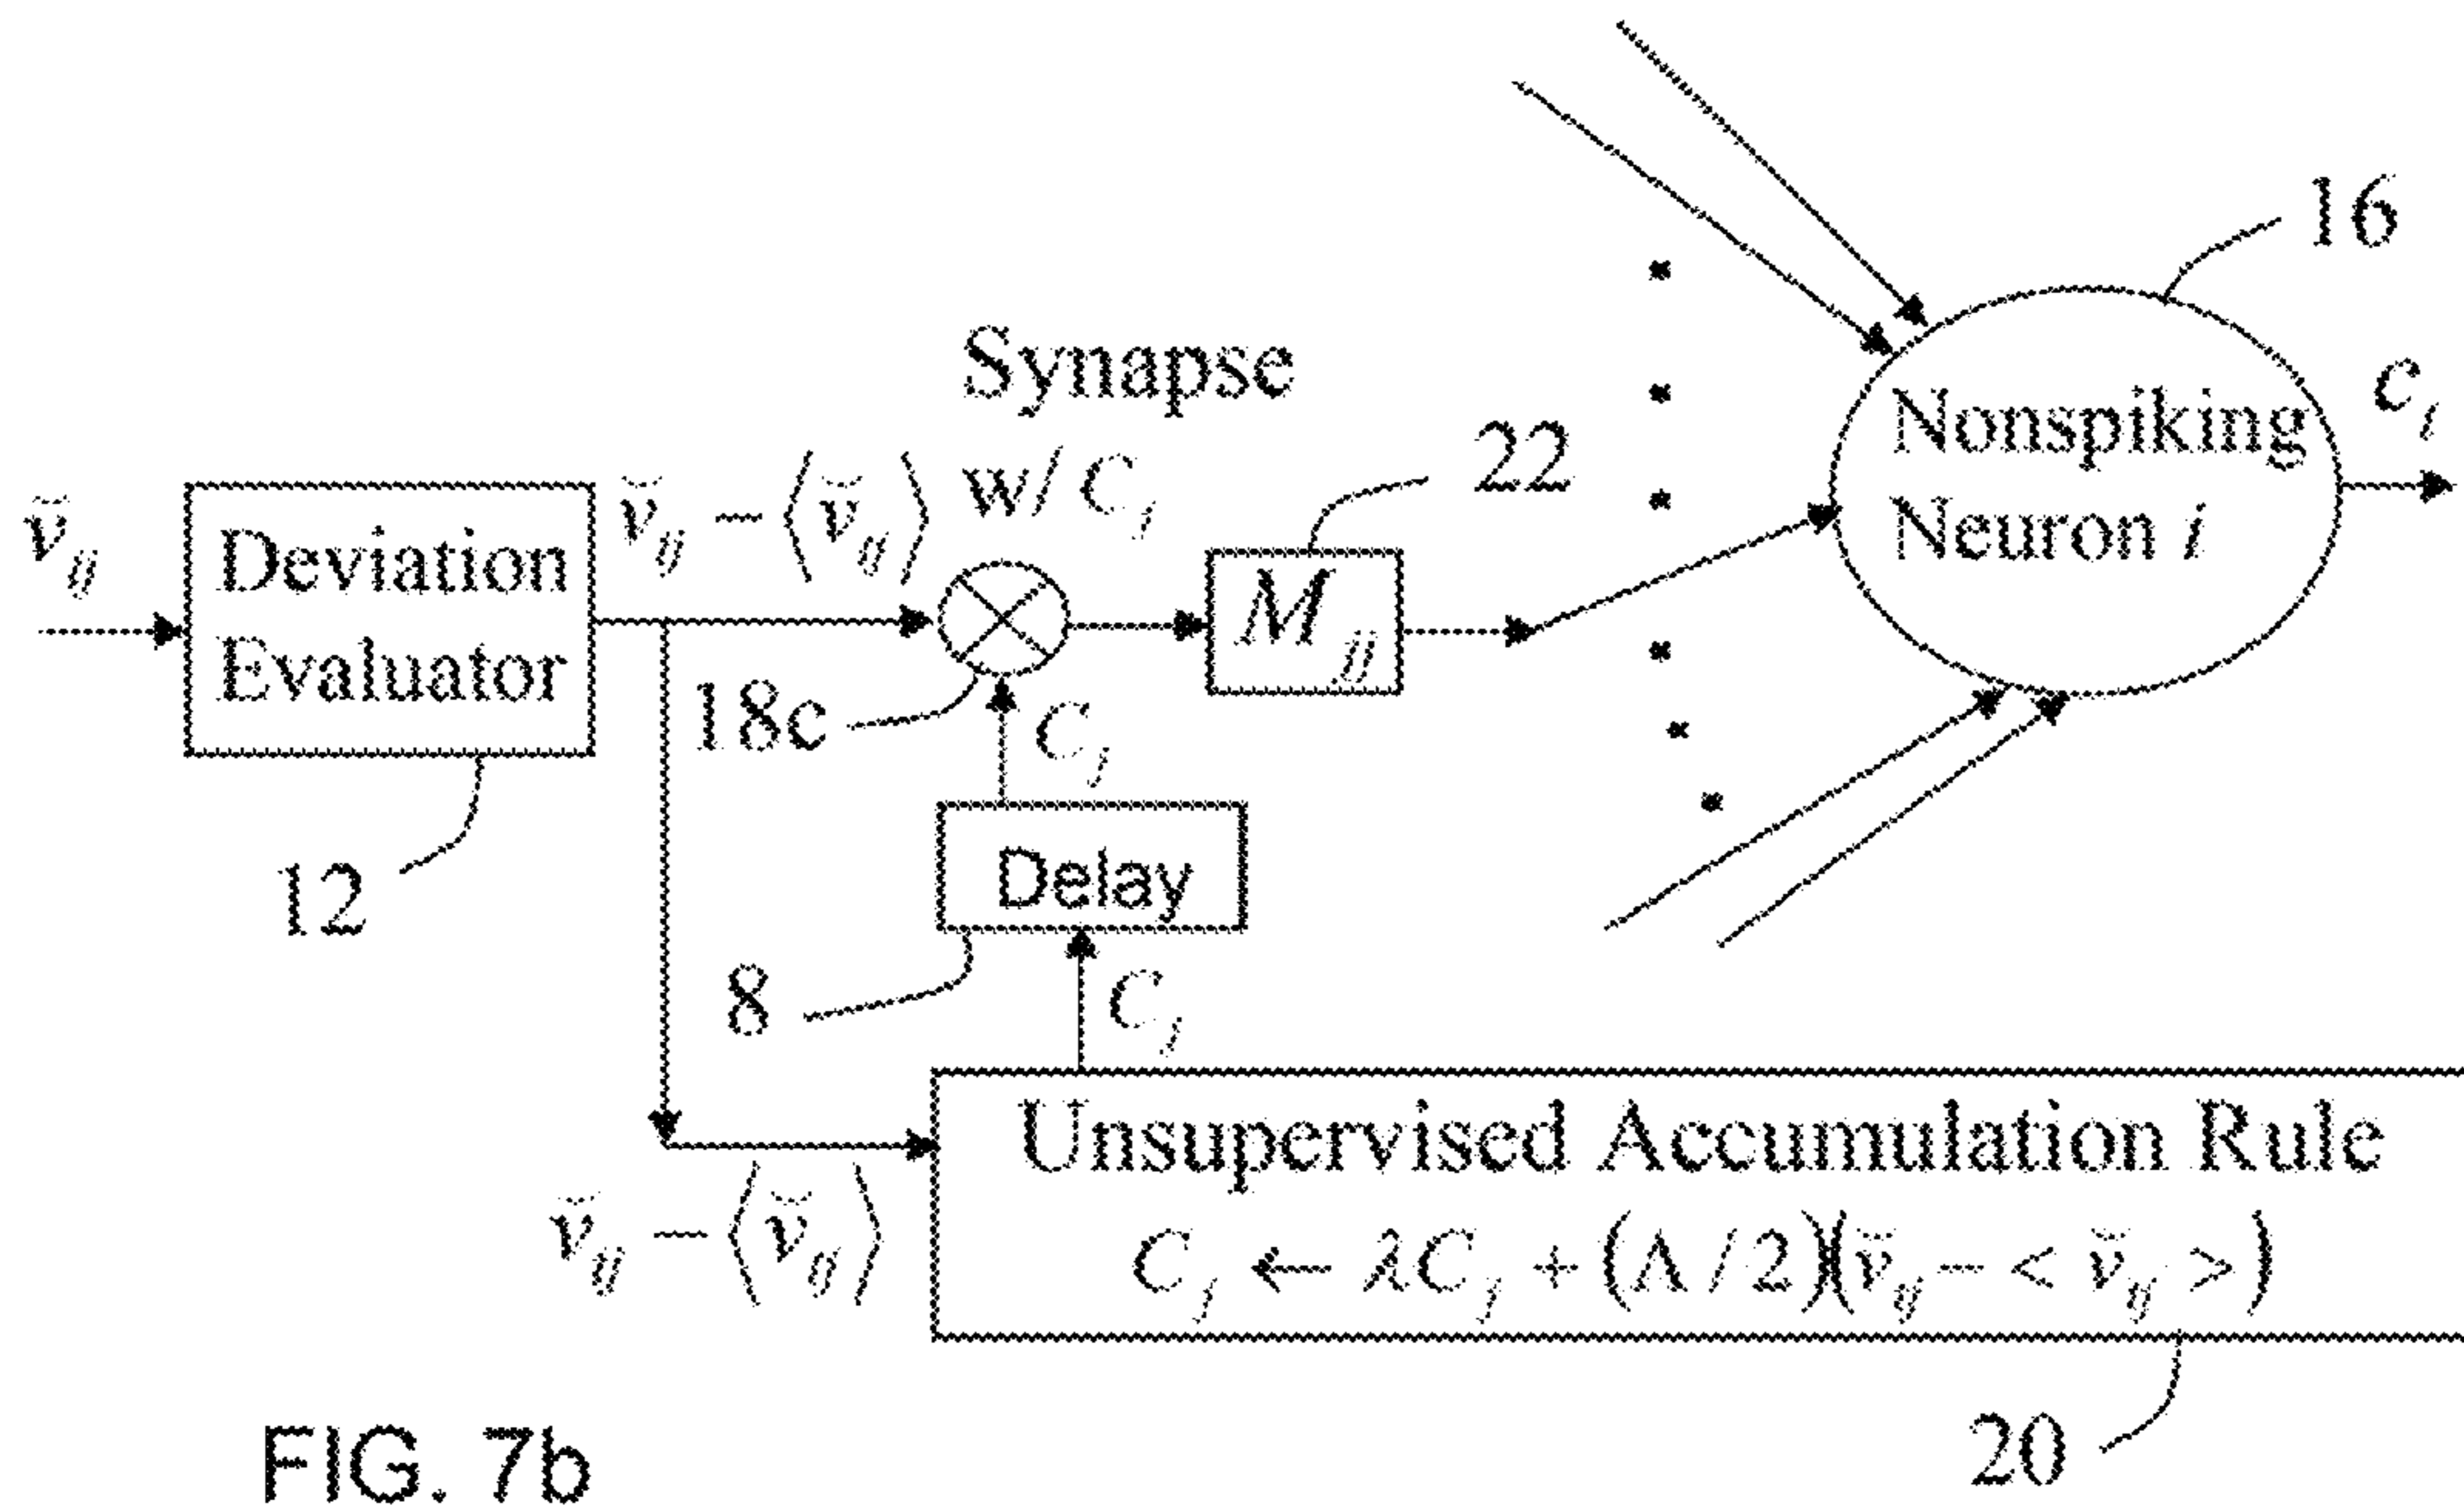 16
Synapse
w/ C_j
22
Nonspiking
Neuron i
c_i
v̆_ij
Deviation
Evaluator
v̆_ij − ⟨v̆_ij⟩
M_jj
18c
C_j
12
Delay
8
C_j
v̆_ij − ⟨v̆_ij⟩
Unsupervised Accumulation Rule
C_j ← λC_j + (Λ/2)(v̆_ij − < v̆_ij >)
20
FIG. 7b